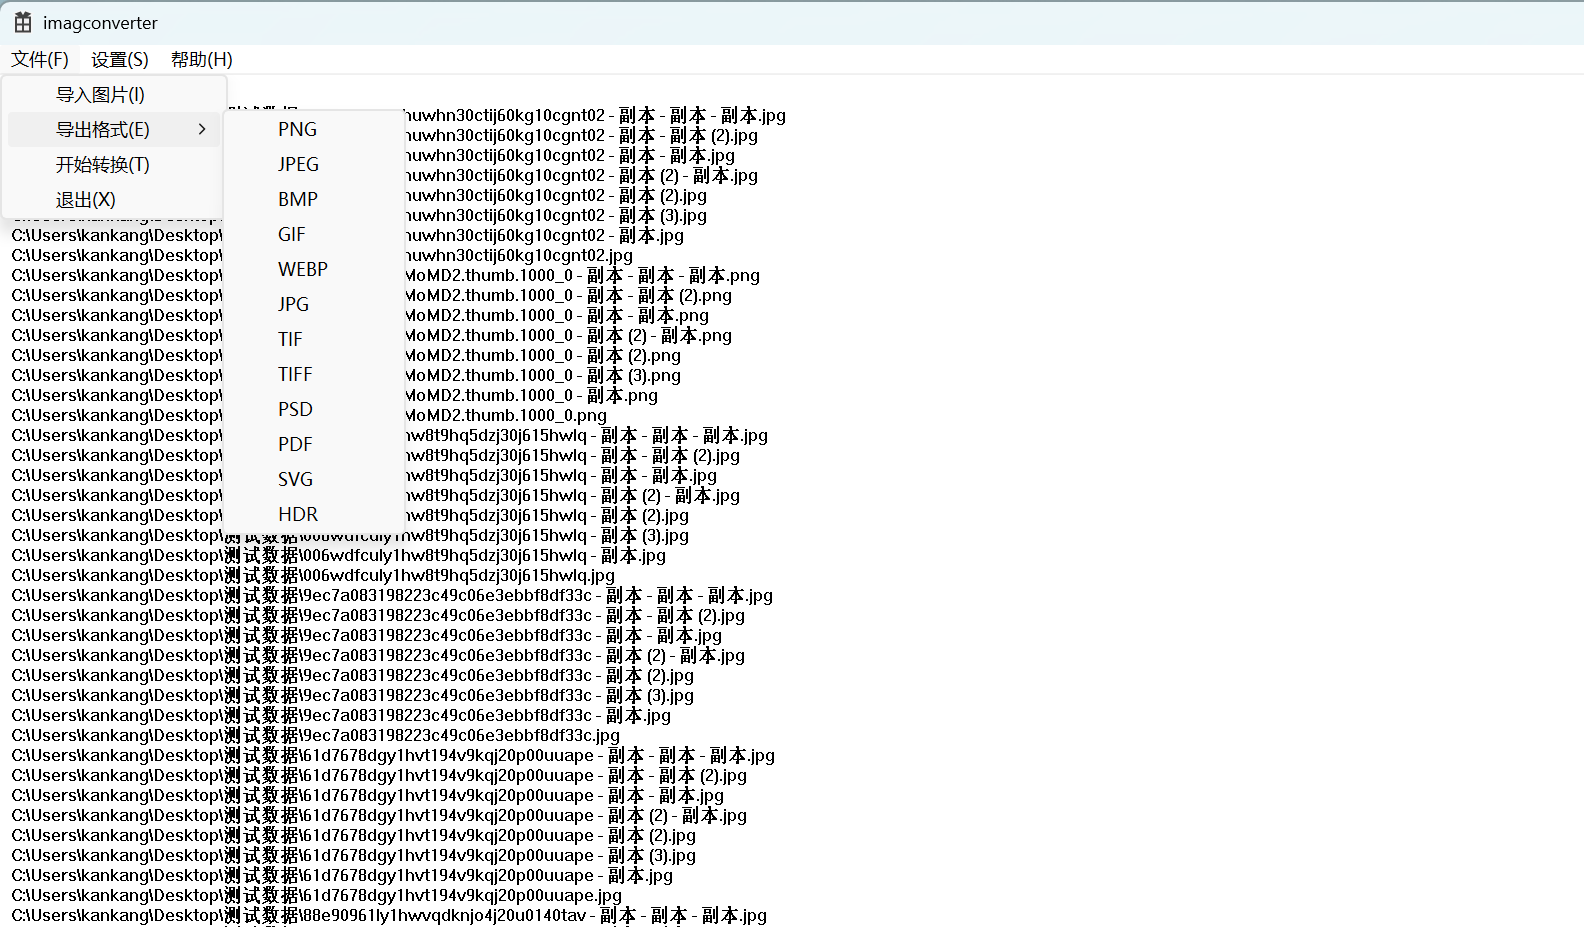 imagconverter
文件(F) 设置(S) 帮助(H)
导入图片(I)
导出格式(E)
开始转换(T)
退出(X)
PNG
JPEG
BMP
GIF
WEBP
JPG
TIF
TIFF
PSD
PDF
SVG
HDR
huwhn30ctij60kg10cgnt02 - 副本 - 副本 - 副本.jpg
huwhn30ctij60kg10cgnt02 - 副本 - 副本 (2).jpg
huwhn30ctij60kg10cgnt02 - 副本 - 副本.jpg
huwhn30ctij60kg10cgnt02 - 副本 (2) - 副本.jpg
huwhn30ctij60kg10cgnt02 - 副本 (2).jpg
huwhn30ctij60kg10cgnt02 - 副本 (3).jpg
C:\Users\kankang\Desktop\ huwhn30ctij60kg10cgnt02 - 副本.jpg
C:\Users\kankang\Desktop\ huwhn30ctij60kg10cgnt02.jpg
C:\Users\kankang\Desktop\ MoMD2.thumb.1000_0 - 副本 - 副本 - 副本.png
C:\Users\kankang\Desktop\ MoMD2.thumb.1000_0 - 副本 - 副本 (2).png
C:\Users\kankang\Desktop\ MoMD2.thumb.1000_0 - 副本 - 副本.png
C:\Users\kankang\Desktop\ MoMD2.thumb.1000_0 - 副本 (2) - 副本.png
C:\Users\kankang\Desktop\ MoMD2.thumb.1000_0 - 副本 (2).png
C:\Users\kankang\Desktop\ MoMD2.thumb.1000_0 - 副本 (3).png
C:\Users\kankang\Desktop\ MoMD2.thumb.1000_0 - 副本.png
C:\Users\kankang\Desktop\ MoMD2.thumb.1000_0.png
C:\Users\kankang\Desktop\ hw8t9hq5dzj30j615hwlq - 副本 - 副本 - 副本.jpg
C:\Users\kankang\Desktop\ hw8t9hq5dzj30j615hwlq - 副本 - 副本 (2).jpg
C:\Users\kankang\Desktop\ hw8t9hq5dzj30j615hwlq - 副本 - 副本.jpg
C:\Users\kankang\Desktop\ hw8t9hq5dzj30j615hwlq - 副本 (2) - 副本.jpg
C:\Users\kankang\Desktop\ hw8t9hq5dzj30j615hwlq - 副本 (2).jpg
C:\Users\kankang\Desktop\测试数据\006wdfculy1hw8t9hq5dzj30j615hwlq - 副本 (3).jpg
C:\Users\kankang\Desktop\测试数据\006wdfculy1hw8t9hq5dzj30j615hwlq - 副本.jpg
C:\Users\kankang\Desktop\测试数据\006wdfculy1hw8t9hq5dzj30j615hwlq.jpg
C:\Users\kankang\Desktop\测试数据\9ec7a083198223c49c06e3ebbf8df33c - 副本 - 副本 - 副本.jpg
C:\Users\kankang\Desktop\测试数据\9ec7a083198223c49c06e3ebbf8df33c - 副本 - 副本 (2).jpg
C:\Users\kankang\Desktop\测试数据\9ec7a083198223c49c06e3ebbf8df33c - 副本 - 副本.jpg
C:\Users\kankang\Desktop\测试数据\9ec7a083198223c49c06e3ebbf8df33c - 副本 (2) - 副本.jpg
C:\Users\kankang\Desktop\测试数据\9ec7a083198223c49c06e3ebbf8df33c - 副本 (2).jpg
C:\Users\kankang\Desktop\测试数据\9ec7a083198223c49c06e3ebbf8df33c - 副本 (3).jpg
C:\Users\kankang\Desktop\测试数据\9ec7a083198223c49c06e3ebbf8df33c - 副本.jpg
C:\Users\kankang\Desktop\测试数据\9ec7a083198223c49c06e3ebbf8df33c.jpg
C:\Users\kankang\Desktop\测试数据\61d7678dgy1hvt194v9kqj20p00uuape - 副本 - 副本 - 副本.jpg
C:\Users\kankang\Desktop\测试数据\61d7678dgy1hvt194v9kqj20p00uuape - 副本 - 副本 (2).jpg
C:\Users\kankang\Desktop\测试数据\61d7678dgy1hvt194v9kqj20p00uuape - 副本 - 副本.jpg
C:\Users\kankang\Desktop\测试数据\61d7678dgy1hvt194v9kqj20p00uuape - 副本 (2) - 副本.jpg
C:\Users\kankang\Desktop\测试数据\61d7678dgy1hvt194v9kqj20p00uuape - 副本 (2).jpg
C:\Users\kankang\Desktop\测试数据\61d7678dgy1hvt194v9kqj20p00uuape - 副本 (3).jpg
C:\Users\kankang\Desktop\测试数据\61d7678dgy1hvt194v9kqj20p00uuape - 副本.jpg
C:\Users\kankang\Desktop\测试数据\61d7678dgy1hvt194v9kqj20p00uuape.jpg
C:\Users\kankang\Desktop\测试数据\88e90961ly1hwvqdknjo4j20u0140tav - 副本 - 副本 - 副本.jpg